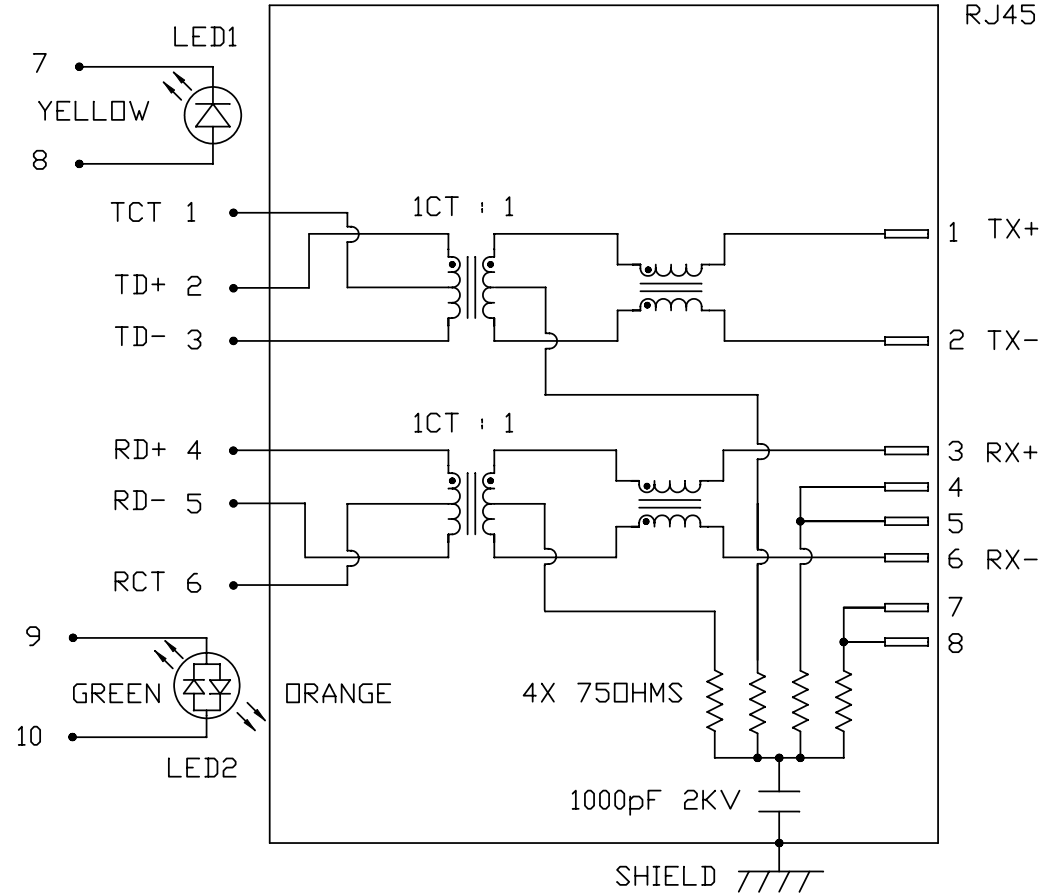 RJ45
LED1
7
YELLOW
8
TCT 1
1CT : 1
1 TX+
TD+ 2
TD- 3
2 TX-
1CT : 1
RD+ 4
3 RX+
4
RD- 5
5
6 RX-
RCT 6
7
8
9
GREEN
ORANGE
4X 75OHMS
10
LED2
1000pF 2KV
SHIELD